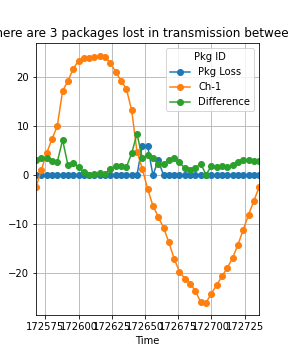 here are 3 packages lost in transmission betwee
Pkg ID
Pkg Loss
Ch-1
Difference
20
10
0
−10
−20
172575 172600 172625 172650 172675 172700 172725
Time